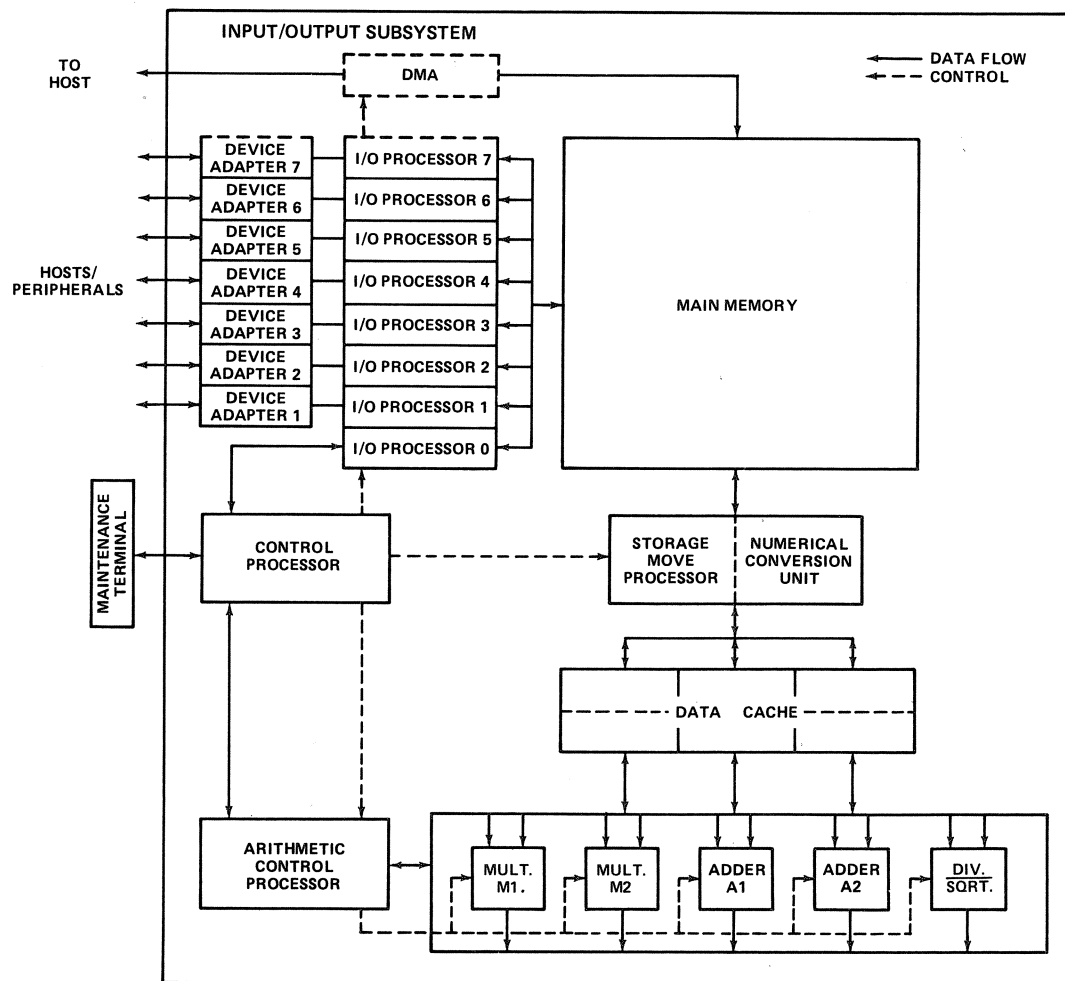 INPUT/OUTPUT SUBSYSTEM
TO
HOST
DMA
DATA FLOW
CONTROL
DEVICE
ADAPTER 7
I/O PROCESSOR 7
DEVICE
ADAPTER 6
I/O PROCESSOR 6
DEVICE
ADAPTER 5
I/O PROCESSOR 5
HOSTS/
PERIPHERALS
DEVICE
ADAPTER 4
I/O PROCESSOR 4
MAIN MEMORY
DEVICE
ADAPTER 3
I/O PROCESSOR 3
DEVICE
ADAPTER 2
I/O PROCESSOR 2
DEVICE
ADAPTER 1
I/O PROCESSOR 1
I/O PROCESSOR 0
MAINTENANCE
TERMINAL
CONTROL
PROCESSOR
STORAGE
MOVE
PROCESSOR
NUMERICAL
CONVERSION
UNIT
DATA CACHE
ARITHMETIC
CONTROL
PROCESSOR
MULT.
M1.
MULT.
M2
ADDER
A1
ADDER
A2
DIV.
SQRT.